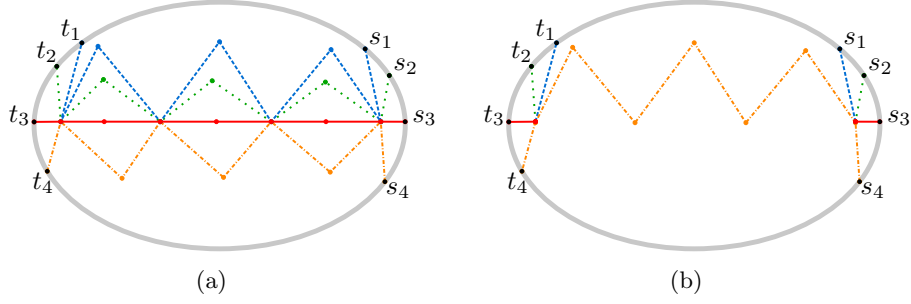 t1 s1 t1 s1
t2 s2 t2 s2
t3 s3 t3 s3
t4 s4 t4 s4
(a) (b)